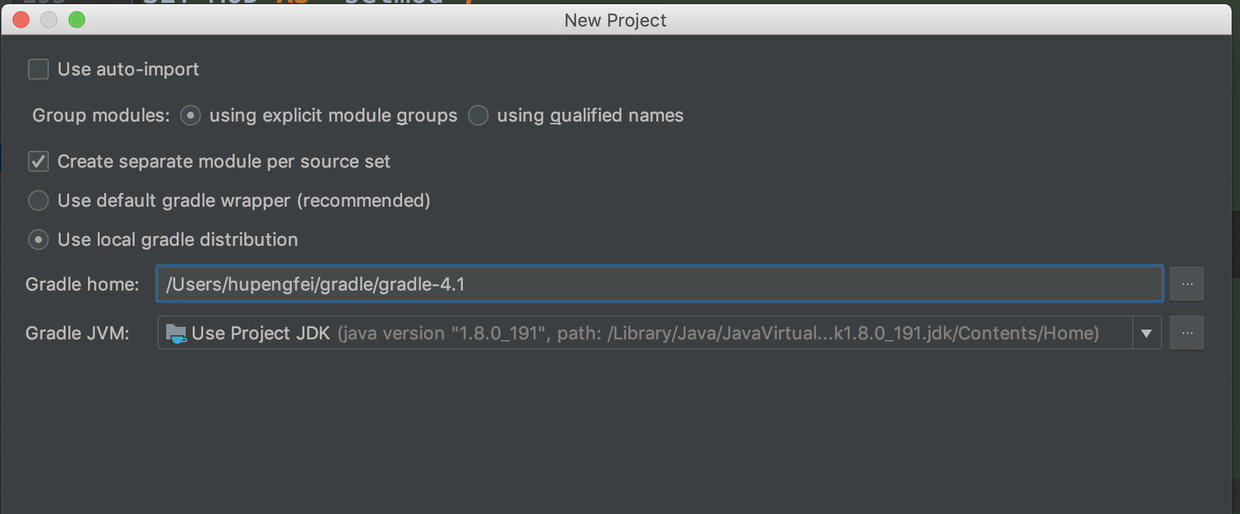 New Project
Use auto-import
Group modules: using explicit module groups using qualified names
Create separate module per source set
Use default gradle wrapper (recommended)
Use local gradle distribution
Gradle home: /Users/hupengfei/gradle/gradle-4.1 ...
Gradle JVM: Use Project JDK (java version "1.8.0_191", path: /Library/Java/JavaVirtual...k1.8.0_191.jdk/Contents/Home) ...